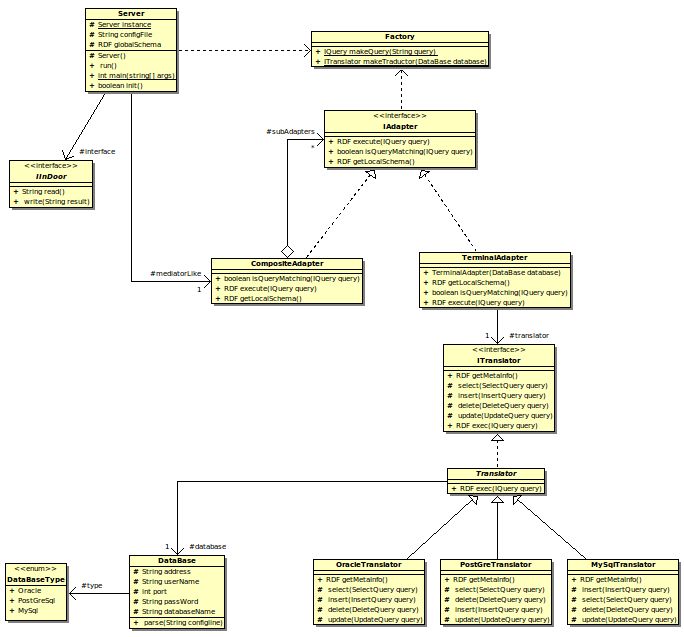 Server
# Server instance
# String configFile
# RDF globalSchema
# Server()
+ run()
+ int main(string[] args)
+ boolean init()
Factory
+ IQuery makeQuery(String query)
+ ITranslator makeTraductor(DataBase database)
<<interface>>
IAdapter
+ RDF execute(IQuery query)
+ boolean isQueryMatching(IQuery query)
+ RDF getLocalSchema()
#subAdapters
*
#interface
<<interface>>
IInDoor
+ String read()
+ write(String result)
#mediatorLike
1
CompositeAdapter
+ boolean isQueryMatching(IQuery query)
+ RDF execute(IQuery query)
+ RDF getLocalSchema()
TerminalAdapter
+ TerminalAdapter(DataBase database)
+ RDF getLocalSchema()
+ boolean isQueryMatching(IQuery query)
+ RDF execute(IQuery query)
1 #translator
<<interface>>
ITranslator
+ RDF getMetaInfo()
# select(SelectQuery query)
# insert(InsertQuery query)
# delete(DeleteQuery query)
# update(UpdateQuery query)
+ RDF exec(IQuery query)
Translator
+ RDF exec(IQuery query)
1 #database
<<enum>>
DataBaseType
+ Oracle
+ PostGreSql
+ MySql
#type
DataBase
# String address
# String userName
# int port
# String passWord
# String databaseName
+ parse(String configline)
OracleTranslator
+ RDF getMetaInfo()
# select(SelectQuery query)
# insert(InsertQuery query)
# delete(DeleteQuery query)
# update(UpdateQuery query)
PostGreTranslator
+ RDF getMetaInfo()
# select(SelectQuery query)
# delete(DeleteQuery query)
# insert(InsertQuery query)
# update(UpdateQuery query)
MySqlTranslator
+ RDF getMetaInfo()
# insert(InsertQuery query)
# select(SelectQuery query)
# delete(DeleteQuery query)
# update(UpdateQuery query)